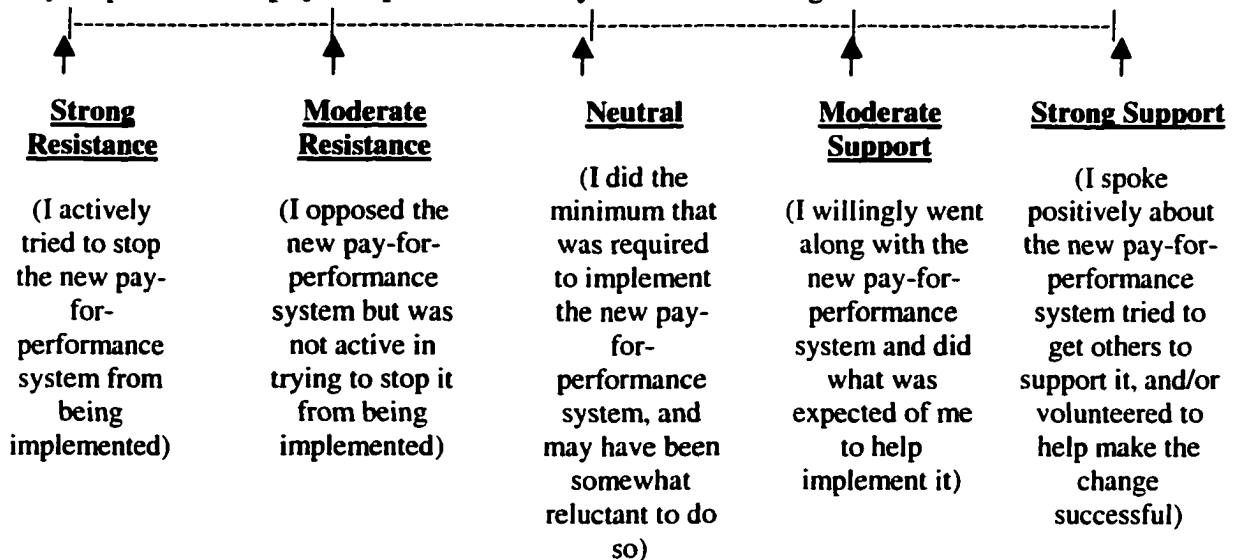 Strong
Resistance
(I actively
tried to stop
the new pay-
for-
performance
system from
being
implemented)
Moderate
Resistance
(I opposed the
new pay-for-
performance
system but was
not active in
trying to stop it
from being
implemented)
Neutral
(I did the
minimum that
was required
to implement
the new pay-
for-
performance
system, and
may have been
somewhat
reluctant to do
so)
Moderate
Support
(I willingly went
along with the
new pay-for-
performance
system and did
what was
expected of me
to help
implement it)
Strong Support
(I spoke
positively about
the new pay-for-
performance
system tried to
get others to
support it, and/or
volunteered to
help make the
change
successful)